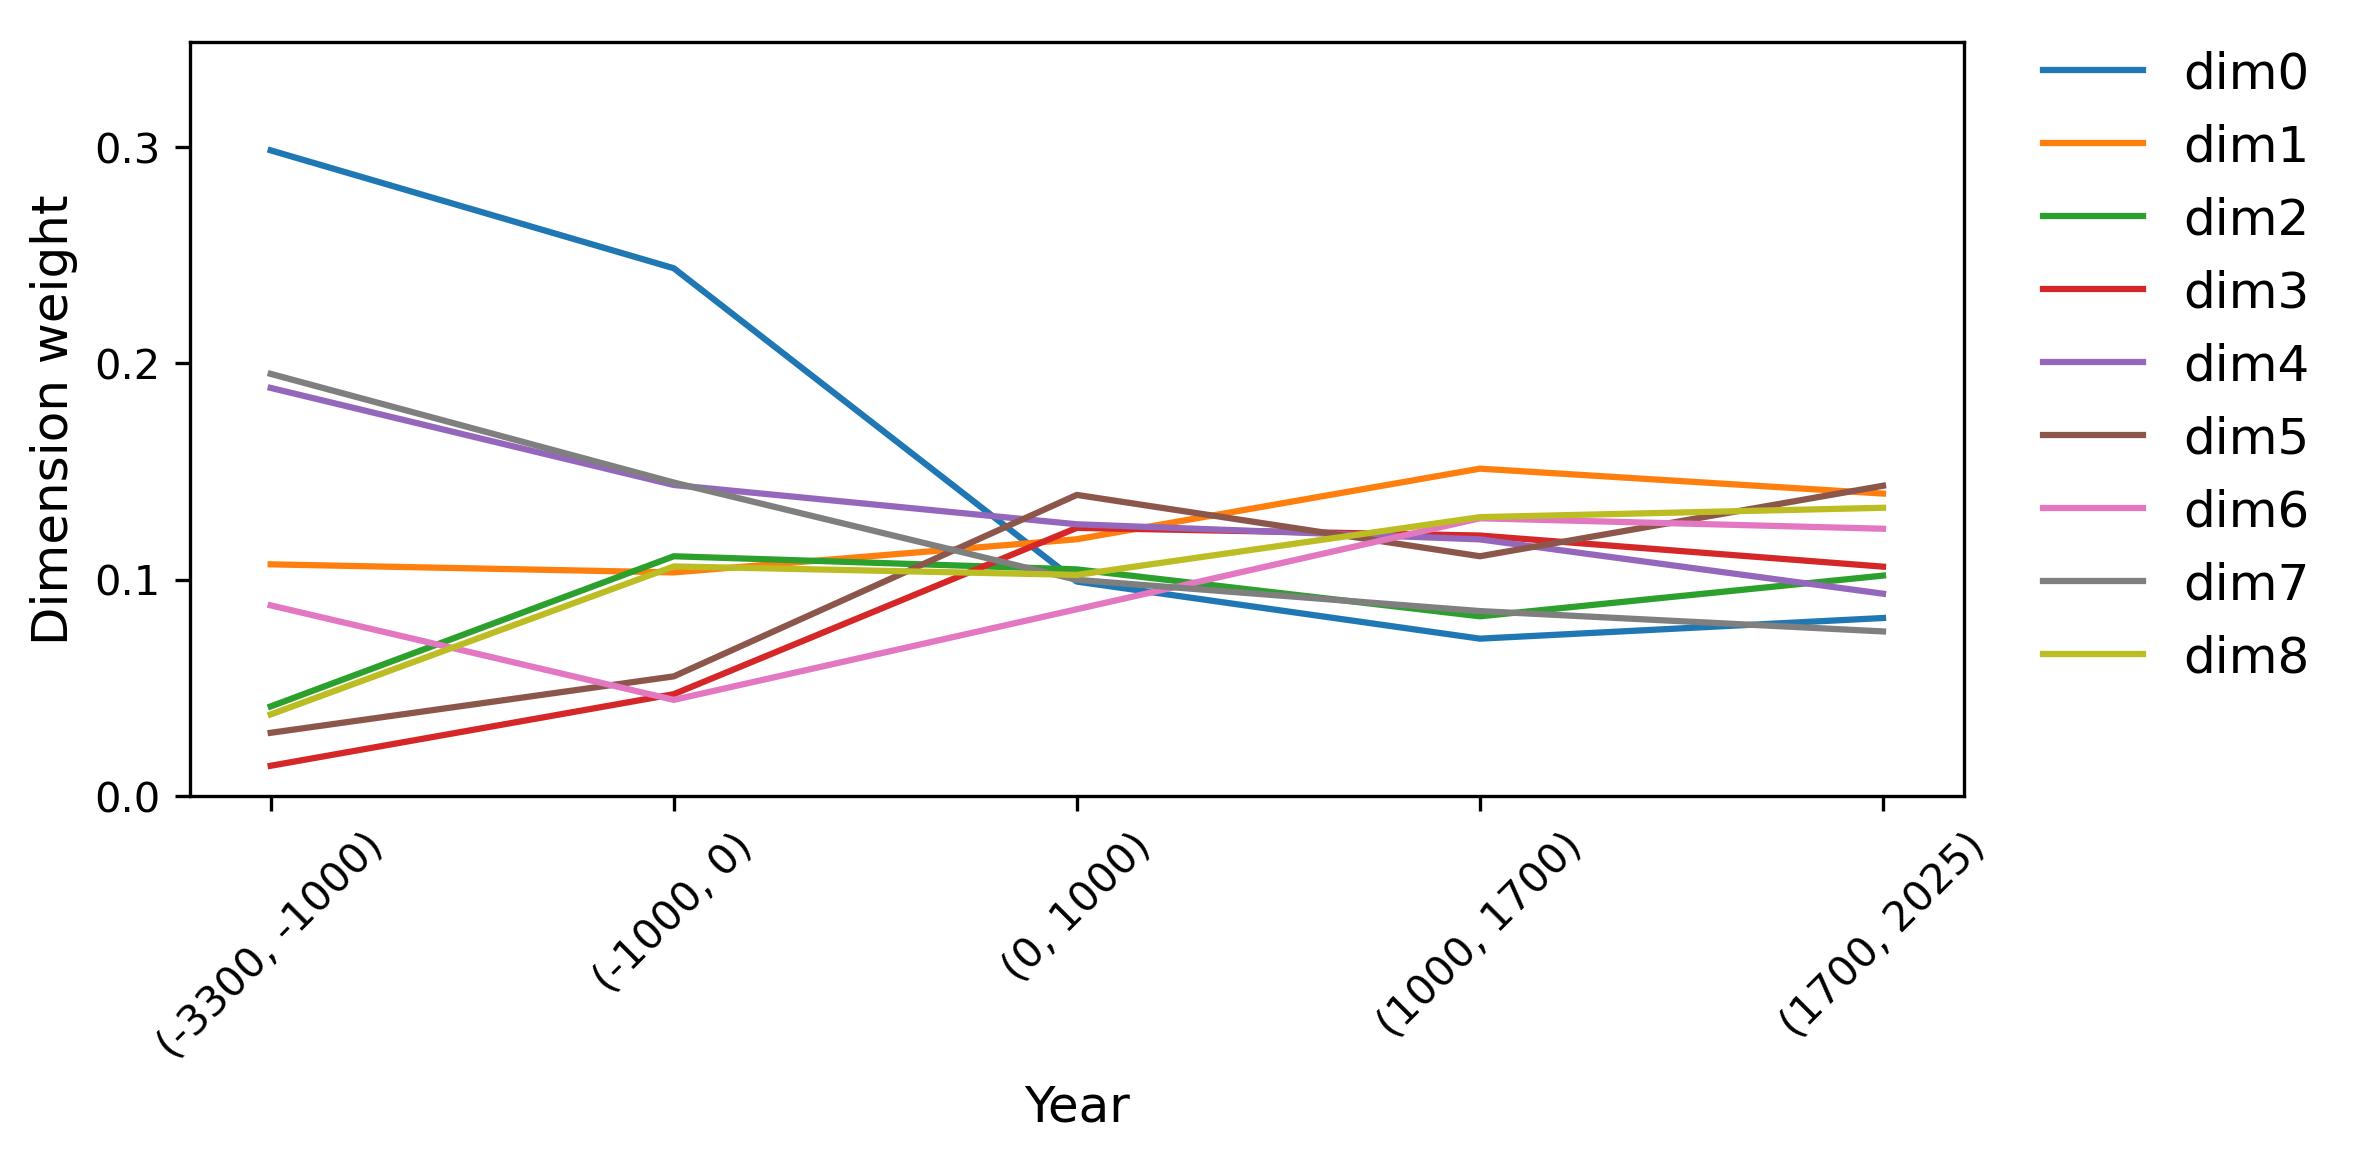 Dimension weight
0.3
0.2
0.1
0.0
(-3300, -1000)
(-1000, 0)
(0, 1000)
(1000, 1700)
(1700, 2025)
Year
dim0
dim1
dim2
dim3
dim4
dim5
dim6
dim7
dim8